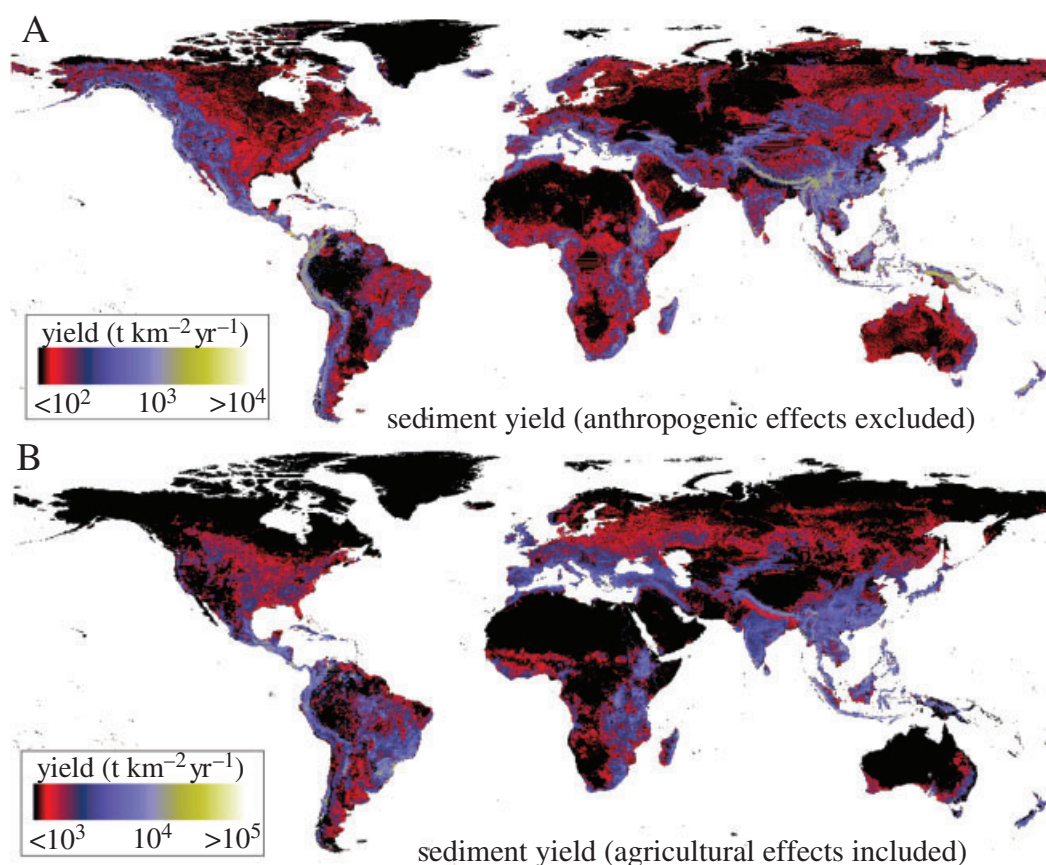 A
yield (t km⁻² yr⁻¹)
<10² 10³ >10⁴
sediment yield (anthropogenic effects excluded)
B
yield (t km⁻² yr⁻¹)
<10³ 10⁴ >10⁵
sediment yield (agricultural effects included)